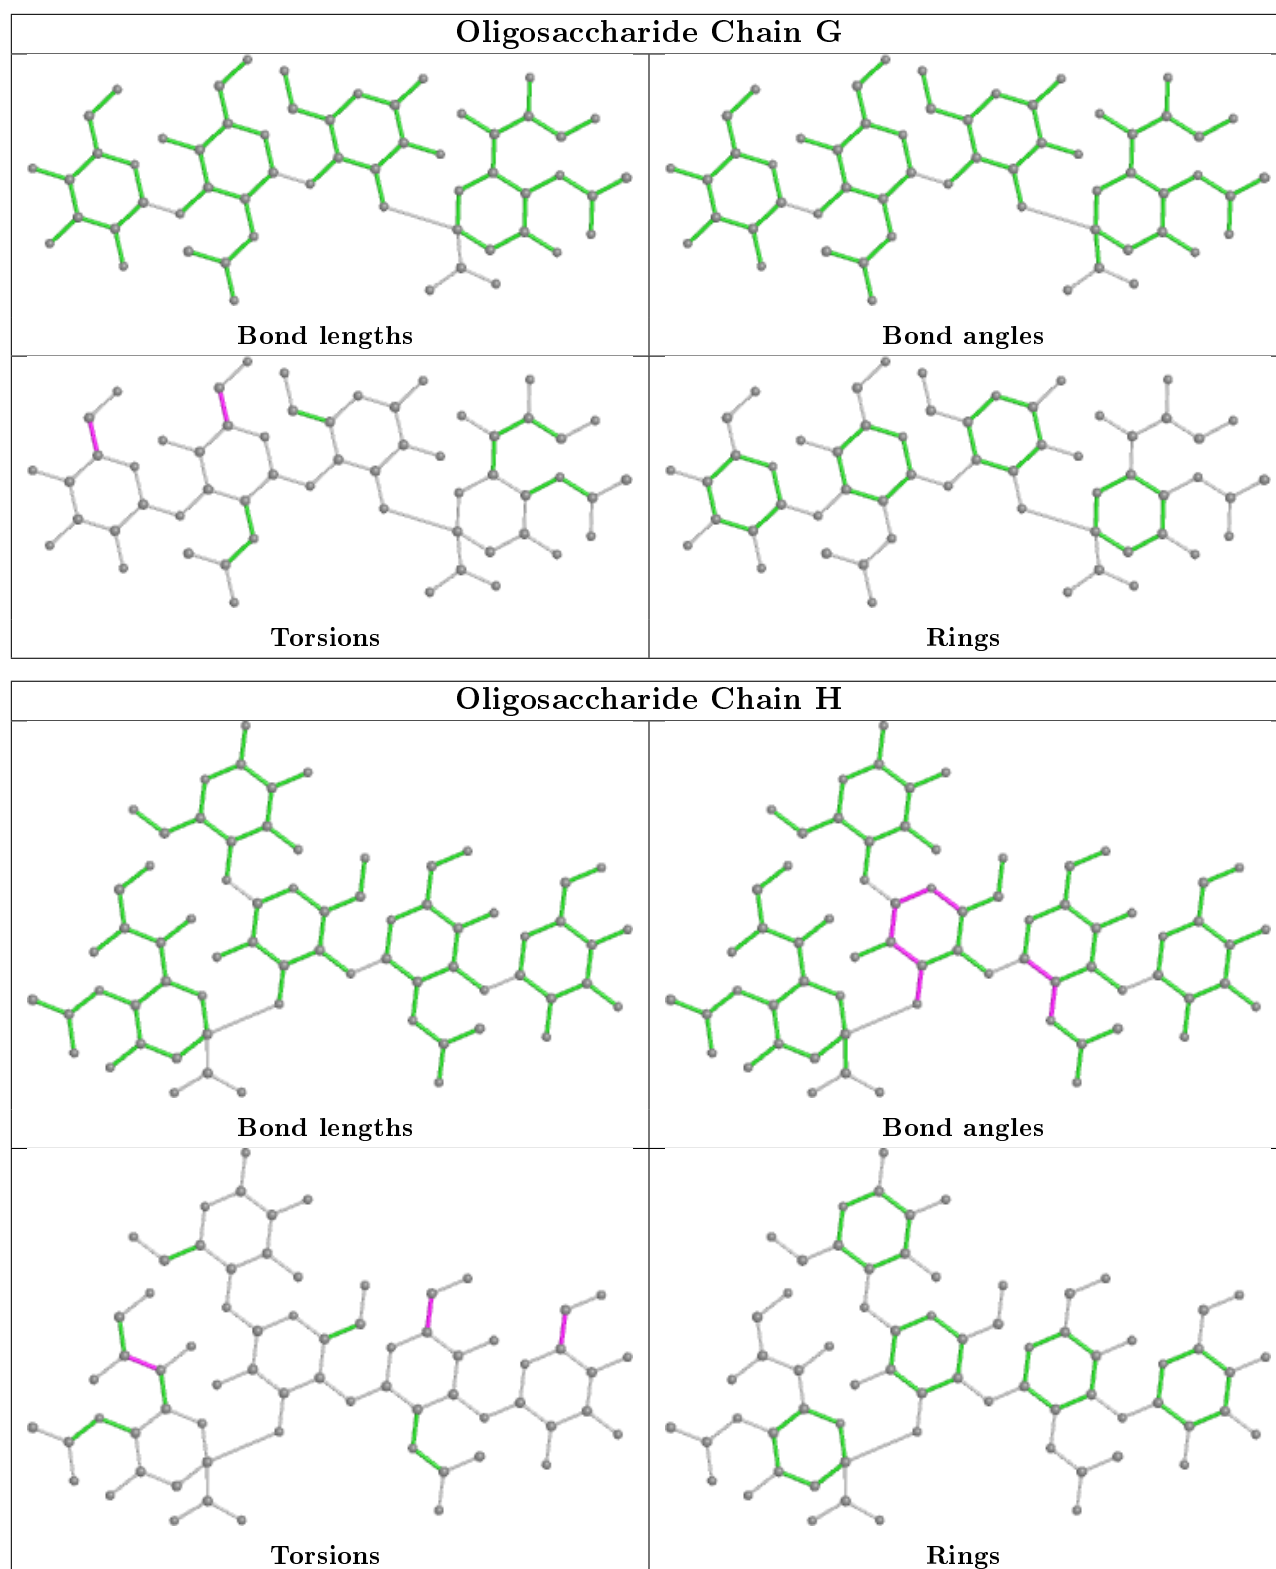 Oligosaccharide Chain G
Bond lengths
Bond angles
Torsions
Rings
Oligosaccharide Chain H
Bond lengths
Bond angles
Torsions
Rings